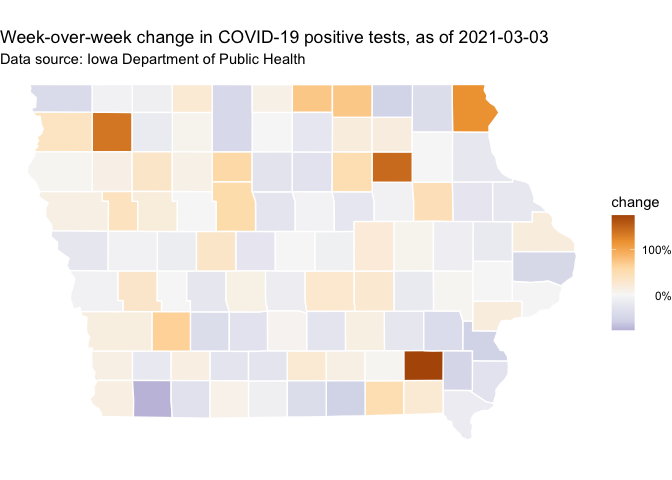 Week-over-week change in COVID-19 positive tests, as of 2021-03-03
Data source: Iowa Department of Public Health
change
100%
0%